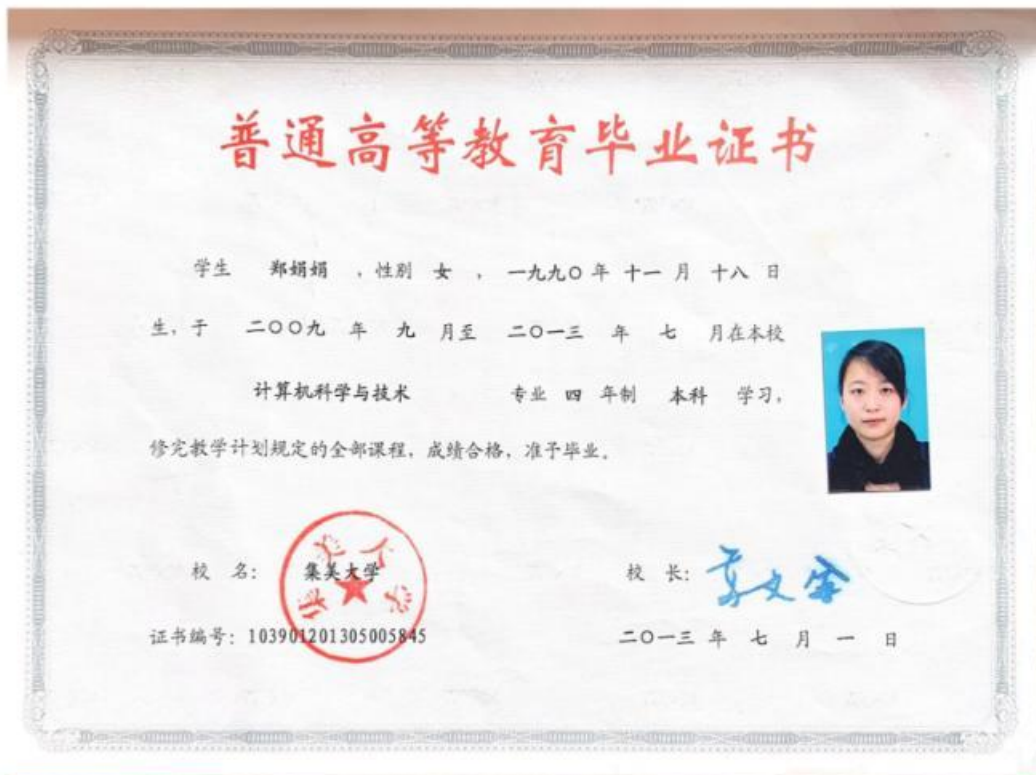 普通高等教育毕业证书
学生 郑娟娟 ，性别 女 ，一九九〇 年 十一 月 十八 日
生，于 二〇〇九 年 九 月至 二〇一三 年 七 月在本校
计算机科学与技术 专业 四 年制 本科 学习，
修完教学计划规定的全部课程，成绩合格，准予毕业。
校 名： 集美大学
集美大学
校 长：
证书编号：103901201305005845
二〇一三 年 七 月 一 日